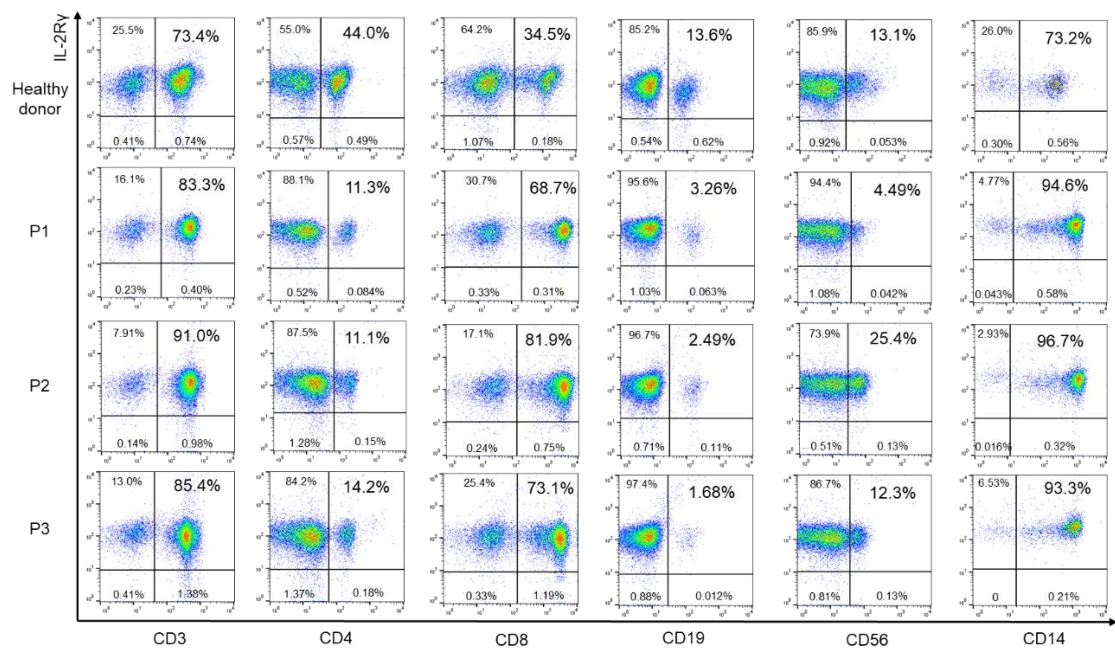 IL-2Rγ
Healthy donor
25.5% 73.4% 0.41% 0.74%
55.0% 44.0% 0.57% 0.49%
64.2% 34.5% 1.07% 0.18%
85.2% 13.6% 0.54% 0.62%
85.9% 13.1% 0.92% 0.053%
26.0% 73.2% 0.30% 0.56%
P1
16.1% 83.3% 0.23% 0.40%
88.1% 11.3% 0.52% 0.084%
30.7% 68.7% 0.33% 0.31%
95.6% 3.26% 1.03% 0.063%
94.4% 4.49% 1.08% 0.042%
4.77% 94.6% 0.043% 0.58%
P2
7.91% 91.0% 0.14% 0.98%
87.5% 11.1% 1.28% 0.15%
17.1% 81.9% 0.24% 0.75%
96.7% 2.49% 0.71% 0.11%
73.9% 25.4% 0.51% 0.13%
2.93% 96.7% 0.016% 0.32%
P3
13.0% 85.4% 0.41% 1.38%
84.2% 14.2% 1.37% 0.18%
25.4% 73.1% 0.33% 1.19%
97.4% 1.68% 0.88% 0.012%
86.7% 12.3% 0.81% 0.13%
6.53% 93.3% 0 0.21%
CD3 CD4 CD8 CD19 CD56 CD14